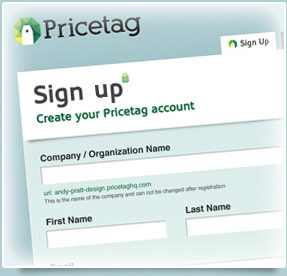 Pricetag
Sign Up
Sign up
Create your Pricetag account
Company / Organization Name
url: andy-pratt-design.pricetaghq.com
This is the name of the company and can not be changed after registration
First Name
Last Name